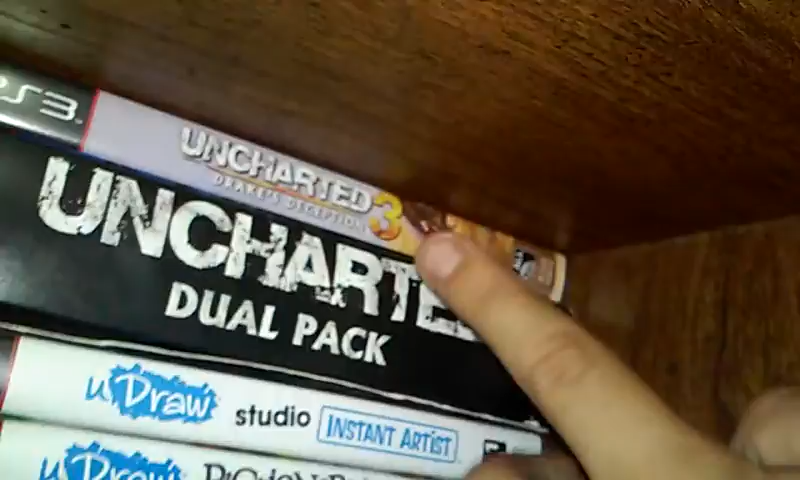 PS3.
UNCHARTED 3
DRAKE'S DECEPTION
UNCHARTED
DUAL PACK
uDraw studio INSTANT ARTIST
uDraw